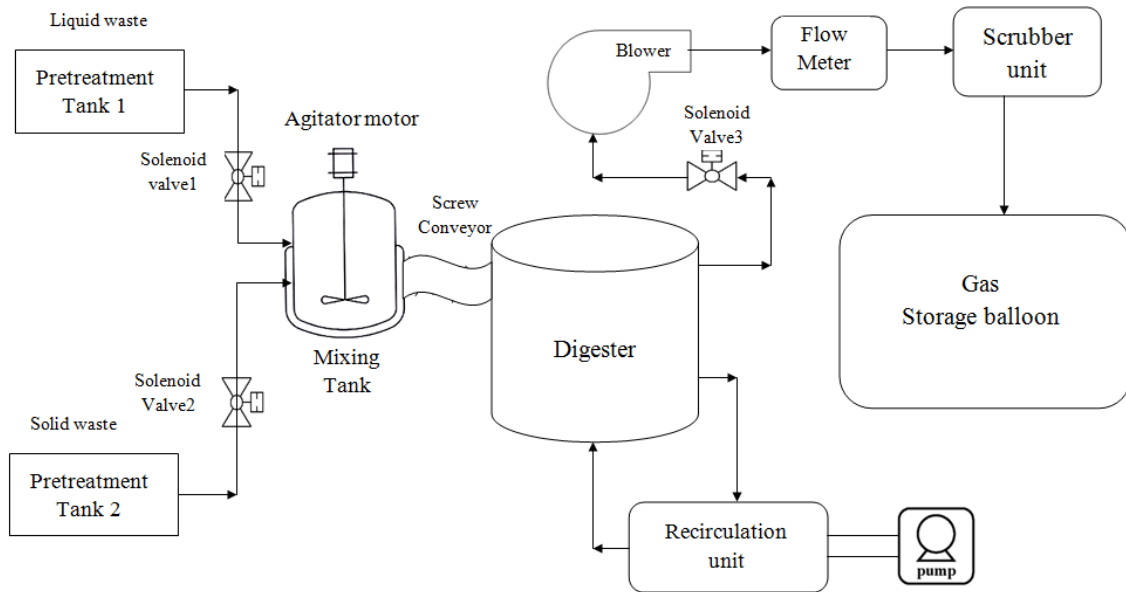 Liquid waste
Pretreatment
Tank 1
Solenoid
valve1
Agitator motor
Mixing
Tank
Solenoid
Valve2
Solid waste
Pretreatment
Tank 2
Screw
Conveyor
Digester
Solenoid
Valve3
Blower
Flow
Meter
Scrubber
unit
Gas
Storage balloon
Recirculation
unit
pump